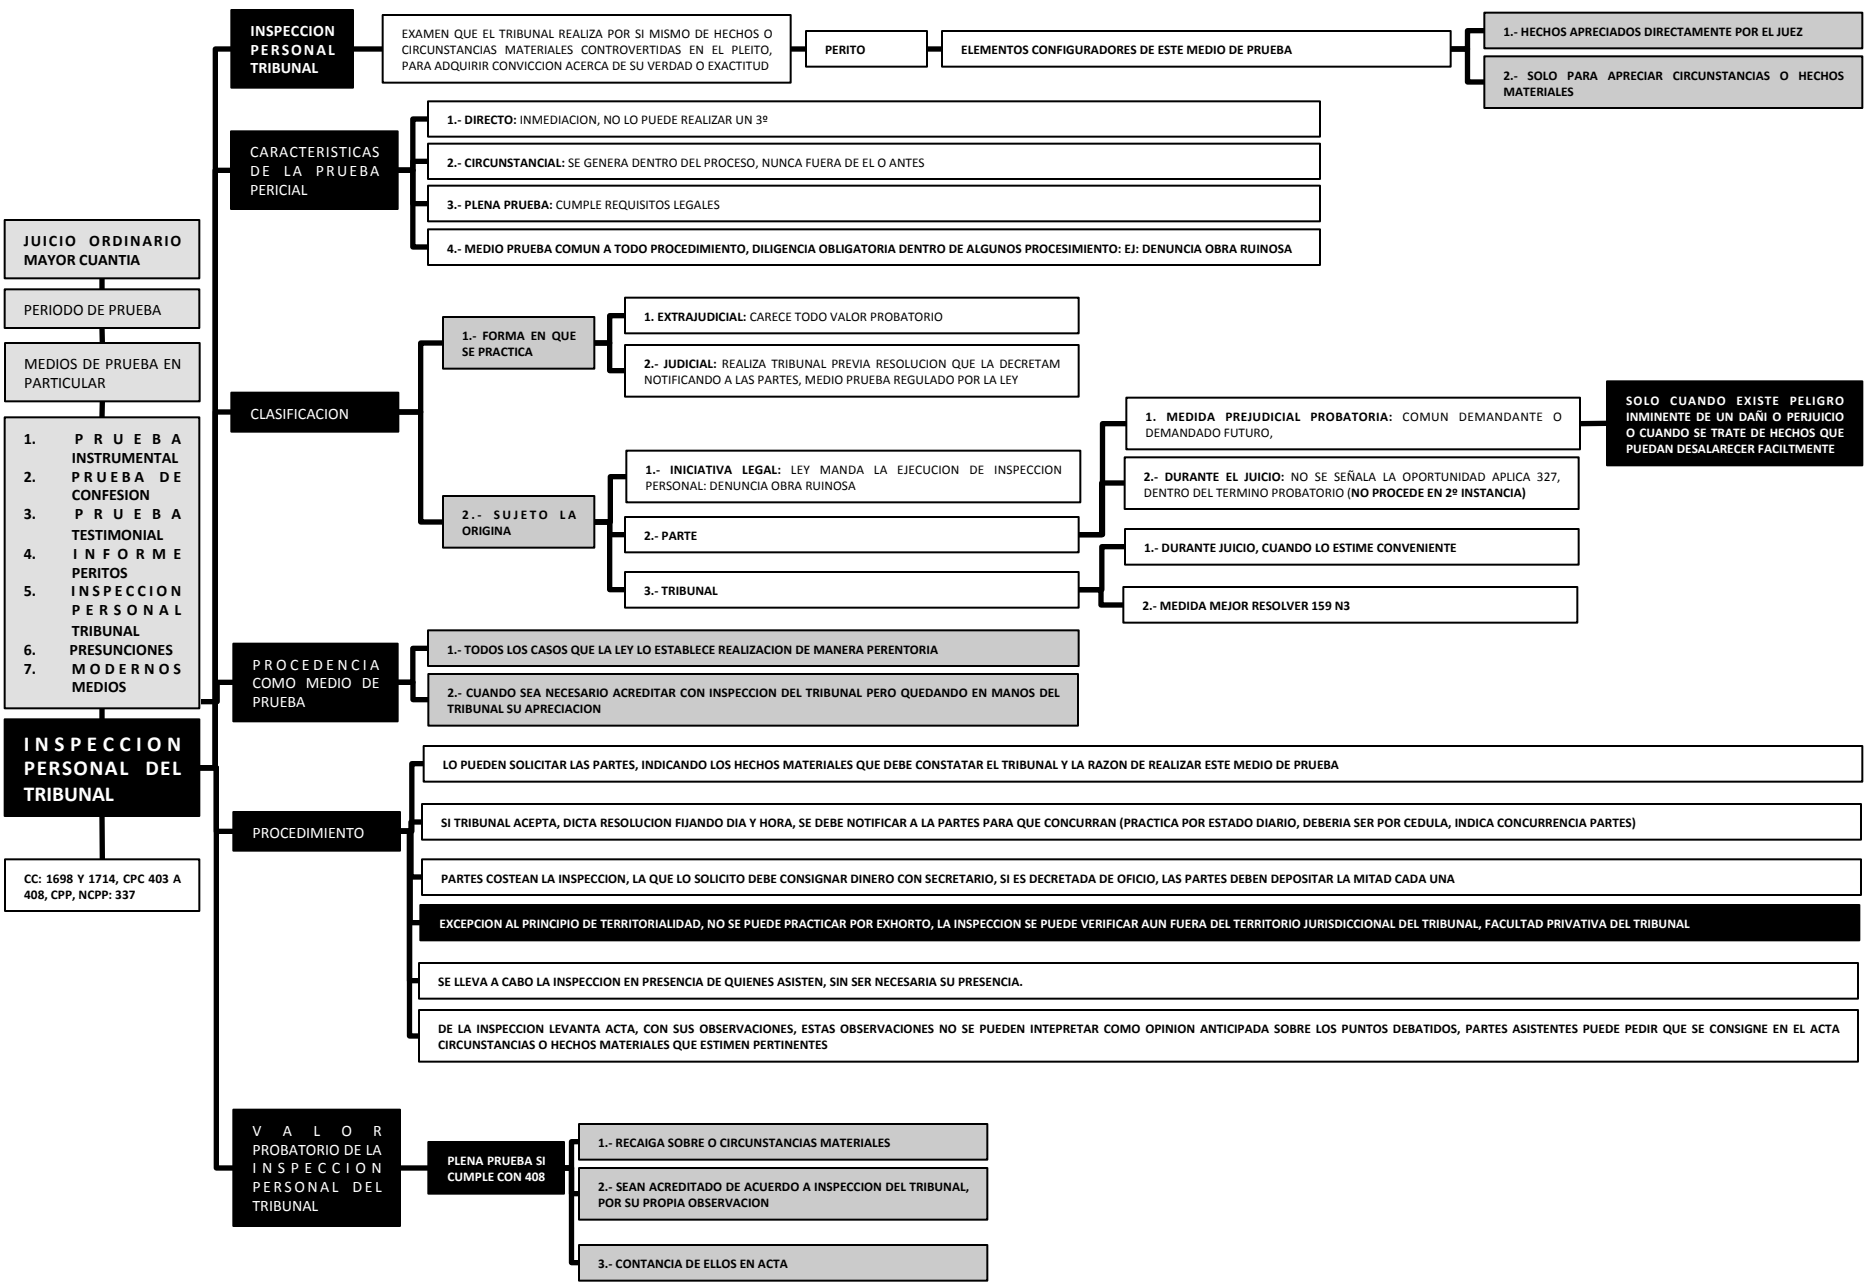 JUICIO ORDINARIO
MAYOR CUANTIA
PERIODO DE PRUEBA
MEDIOS DE PRUEBA EN
PARTICULAR
1. PRUEBA
INSTRUMENTAL
2. PRUEBA DE
CONFESION
3. PRUEBA
TESTIMONIAL
4. INFORME
PERITOS
5. INSPECCION
PERSONAL
TRIBUNAL
6. PRESUNCIONES
7. MODERNOS
MEDIOS
INSPECCION
PERSONAL DEL
TRIBUNAL
CC: 1698 Y 1714, CPC 403 A
408, CPP, NCPP: 337
INSPECCION
PERSONAL
TRIBUNAL
EXAMEN QUE EL TRIBUNAL REALIZA POR SI MISMO DE HECHOS O
CIRCUNSTANCIAS MATERIALES CONTROVERTIDAS EN EL PLEITO,
PARA ADQUIRIR CONVICCION ACERCA DE SU VERDAD O EXACTITUD
PERITO
ELEMENTOS CONFIGURADORES DE ESTE MEDIO DE PRUEBA
1.- HECHOS APRECIADOS DIRECTAMENTE POR EL JUEZ
2.- SOLO PARA APRECIAR CIRCUNSTANCIAS O HECHOS
MATERIALES
CARACTERISTICAS
DE LA PRUEBA
PERICIAL
1.- DIRECTO: INMEDIACION, NO LO PUEDE REALIZAR UN 3º
2.- CIRCUNSTANCIAL: SE GENERA DENTRO DEL PROCESO, NUNCA FUERA DE EL O ANTES
3.- PLENA PRUEBA: CUMPLE REQUISITOS LEGALES
4.- MEDIO PRUEBA COMUN A TODO PROCEDIMIENTO, DILIGENCIA OBLIGATORIA DENTRO DE ALGUNOS PROCESIMIENTO: EJ: DENUNCIA OBRA RUINOSA
CLASIFICACION
1.- FORMA EN QUE
SE PRACTICA
1. EXTRAJUDICIAL: CARECE TODO VALOR PROBATORIO
2.- JUDICIAL: REALIZA TRIBUNAL PREVIA RESOLUCION QUE LA DECRETAM
NOTIFICANDO A LAS PARTES, MEDIO PRUEBA REGULADO POR LA LEY
2.- SUJETO LA
ORIGINA
1.- INICIATIVA LEGAL: LEY MANDA LA EJECUCION DE INSPECCION
PERSONAL: DENUNCIA OBRA RUINOSA
2.- PARTE
1. MEDIDA PREJUDICIAL PROBATORIA: COMUN DEMANDANTE O
DEMANDADO FUTURO,
SOLO CUANDO EXISTE PELIGRO
INMINENTE DE UN DAÑI O PERJUICIO
O CUANDO SE TRATE DE HECHOS QUE
PUEDAN DESALARECER FACILTMENTE
2.- DURANTE EL JUICIO: NO SE SEÑALA LA OPORTUNIDAD APLICA 327,
DENTRO DEL TERMINO PROBATORIO (NO PROCEDE EN 2º INSTANCIA)
3.- TRIBUNAL
1.- DURANTE JUICIO, CUANDO LO ESTIME CONVENIENTE
2.- MEDIDA MEJOR RESOLVER 159 N3
PROCEDENCIA
COMO MEDIO DE
PRUEBA
1.- TODOS LOS CASOS QUE LA LEY LO ESTABLECE REALIZACION DE MANERA PERENTORIA
2.- CUANDO SEA NECESARIO ACREDITAR CON INSPECCION DEL TRIBUNAL PERO QUEDANDO EN MANOS DEL
TRIBUNAL SU APRECIACION
PROCEDIMIENTO
LO PUEDEN SOLICITAR LAS PARTES, INDICANDO LOS HECHOS MATERIALES QUE DEBE CONSTATAR EL TRIBUNAL Y LA RAZON DE REALIZAR ESTE MEDIO DE PRUEBA
SI TRIBUNAL ACEPTA, DICTA RESOLUCION FIJANDO DIA Y HORA, SE DEBE NOTIFICAR A LA PARTES PARA QUE CONCURRAN (PRACTICA POR ESTADO DIARIO, DEBERIA SER POR CEDULA, INDICA CONCURRENCIA PARTES)
PARTES COSTEAN LA INSPECCION, LA QUE LO SOLICITO DEBE CONSIGNAR DINERO CON SECRETARIO, SI ES DECRETADA DE OFICIO, LAS PARTES DEBEN DEPOSITAR LA MITAD CADA UNA
EXCEPCION AL PRINCIPIO DE TERRITORIALIDAD, NO SE PUEDE PRACTICAR POR EXHORTO, LA INSPECCION SE PUEDE VERIFICAR AUN FUERA DEL TERRITORIO JURISDICCIONAL DEL TRIBUNAL, FACULTAD PRIVATIVA DEL TRIBUNAL
SE LLEVA A CABO LA INSPECCION EN PRESENCIA DE QUIENES ASISTEN, SIN SER NECESARIA SU PRESENCIA.
DE LA INSPECCION LEVANTA ACTA, CON SUS OBSERVACIONES, ESTAS OBSERVACIONES NO SE PUEDEN INTEPRETAR COMO OPINION ANTICIPADA SOBRE LOS PUNTOS DEBATIDOS, PARTES ASISTENTES PUEDE PEDIR QUE SE CONSIGNE EN EL ACTA
CIRCUNSTANCIAS O HECHOS MATERIALES QUE ESTIMEN PERTINENTES
VALOR
PROBATORIO DE LA
INSPECCION
PERSONAL DEL
TRIBUNAL
PLENA PRUEBA SI
CUMPLE CON 408
1.- RECAIGA SOBRE O CIRCUNSTANCIAS MATERIALES
2.- SEAN ACREDITADO DE ACUERDO A INSPECCION DEL TRIBUNAL,
POR SU PROPIA OBSERVACION
3.- CONTANCIA DE ELLOS EN ACTA